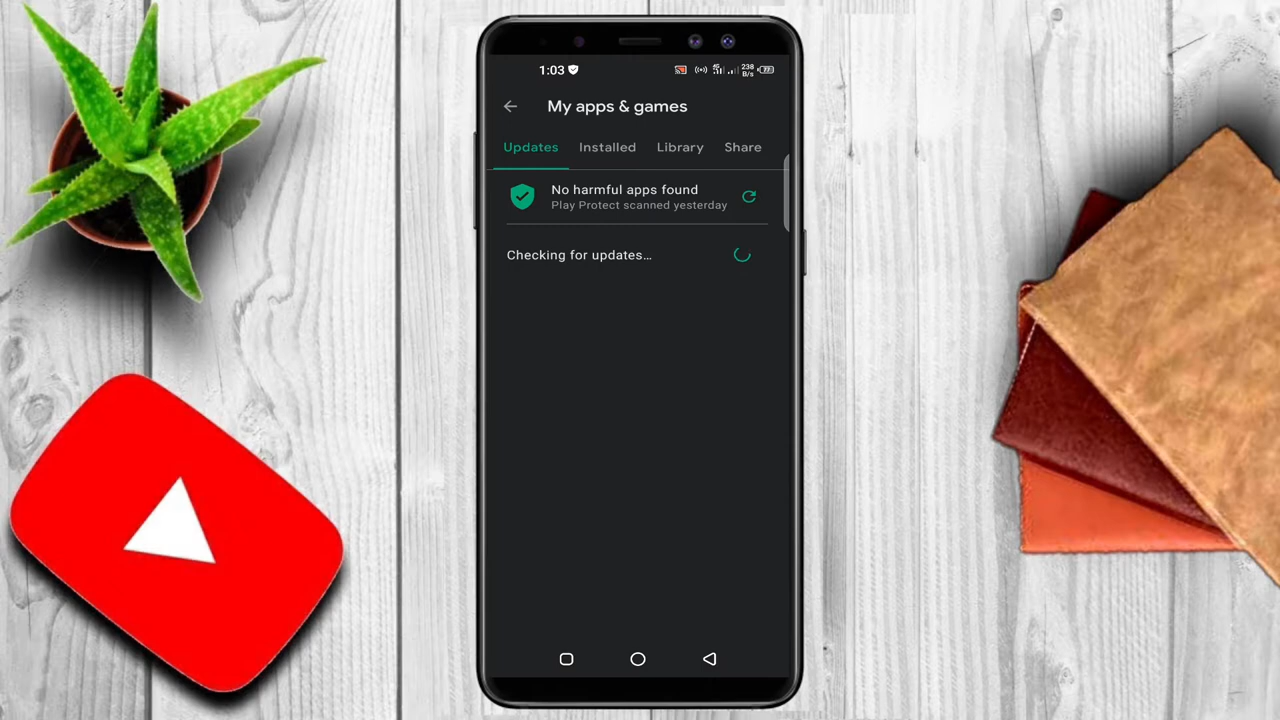 1:03
238
B/s
My apps & games
Updates Installed Library Share
No harmful apps found
Play Protect scanned yesterday
Checking for updates...